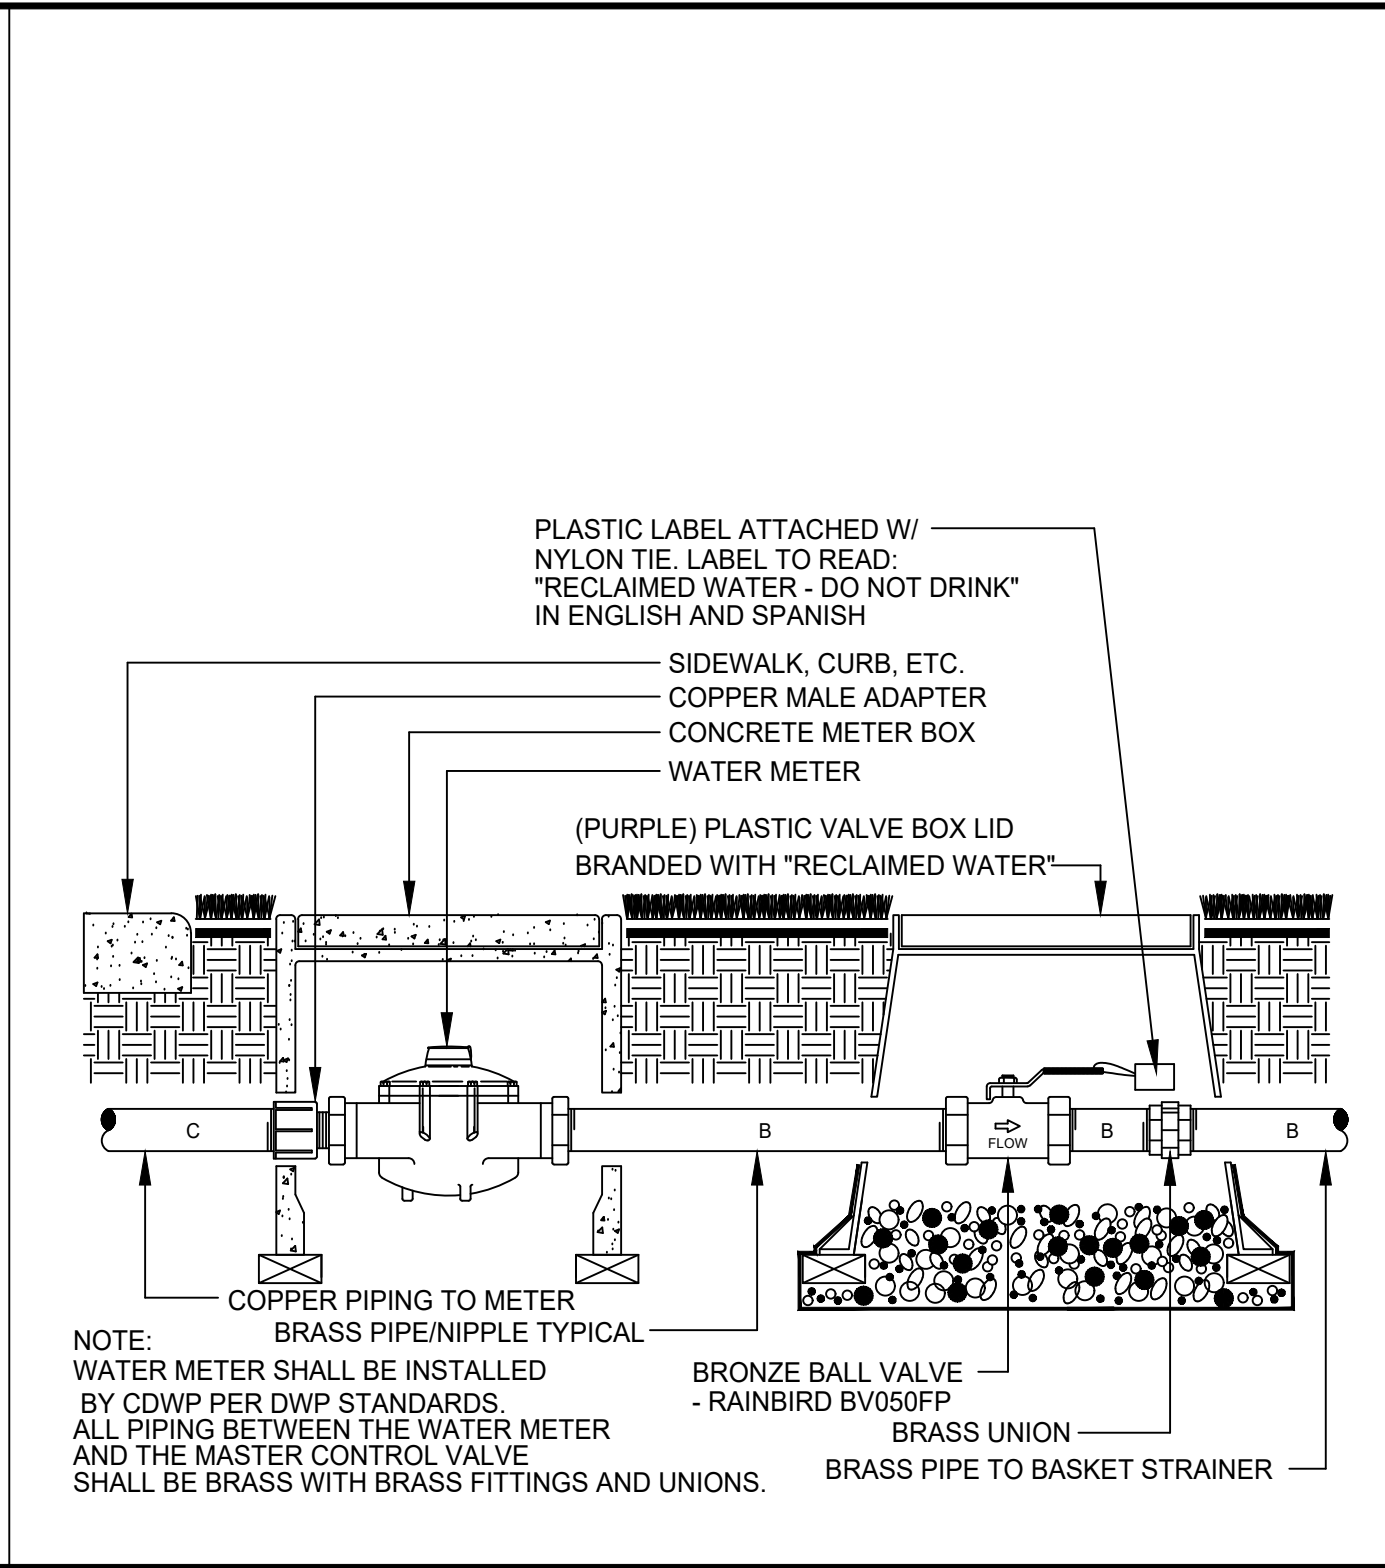 PLASTIC LABEL ATTACHED W/
NYLON TIE. LABEL TO READ:
"RECLAIMED WATER - DO NOT DRINK"
IN ENGLISH AND SPANISH
SIDEWALK, CURB, ETC.
COPPER MALE ADAPTER
CONCRETE METER BOX
WATER METER
(PURPLE) PLASTIC VALVE BOX LID
BRANDED WITH "RECLAIMED WATER"
C
B
FLOW
B
B
COPPER PIPING TO METER
BRASS PIPE/NIPPLE TYPICAL
NOTE:
WATER METER SHALL BE INSTALLED
BY CDWP PER DWP STANDARDS.
ALL PIPING BETWEEN THE WATER METER
AND THE MASTER CONTROL VALVE
SHALL BE BRASS WITH BRASS FITTINGS AND UNIONS.
BRONZE BALL VALVE
- RAINBIRD BV050FP
BRASS UNION
BRASS PIPE TO BASKET STRAINER